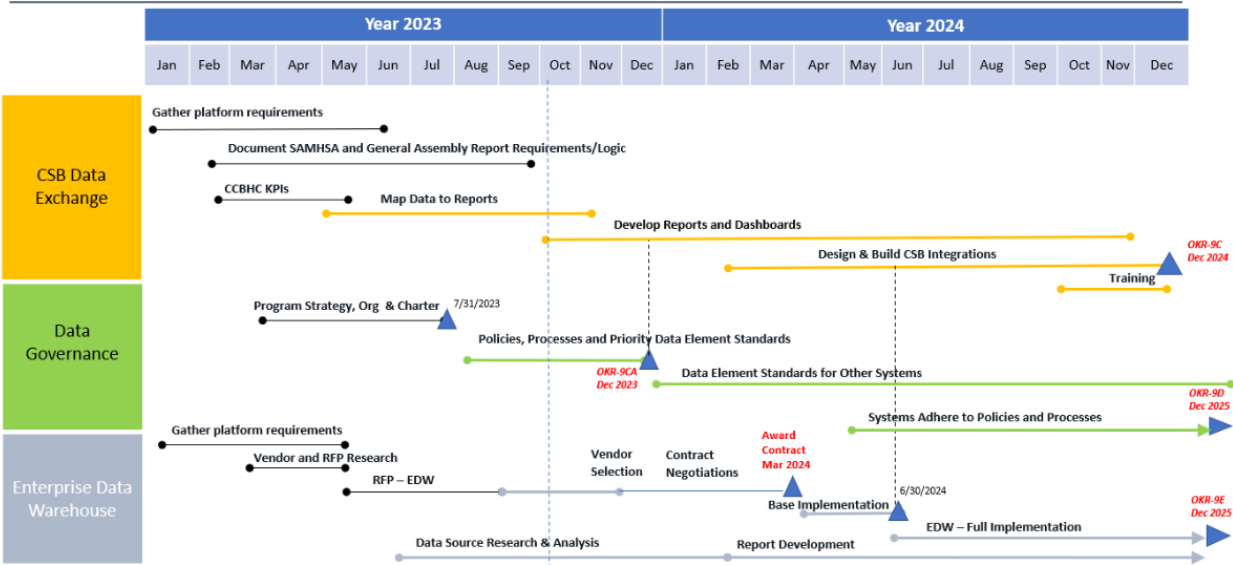 Year 2023
Year 2024
Jan Feb Mar Apr May Jun Jul Aug Sep Oct Nov Dec Jan Feb Mar Apr May Jun Jul Aug Sep Oct Nov Dec
CSB Data
Exchange
Gather platform requirements
Document SAMHSA and General Assembly Report Requirements/Logic
CCBHC KPIs
Map Data to Reports
Develop Reports and Dashboards
Design & Build CSB Integrations
OKR-9C
Dec 2024
Training
Data
Governance
Program Strategy, Org & Charter
7/31/2023
Policies, Processes and Priority Data Element Standards
OKR-9CA
Dec 2023
Data Element Standards for Other Systems
OKR-9D
Dec 2025
Systems Adhere to Policies and Processes
Enterprise Data
Warehouse
Gather platform requirements
Vendor and RFP Research
RFP – EDW
Vendor
Selection
Contract
Negotiations
Award
Contract
Mar 2024
Base Implementation
6/30/2024
OKR-9E
Dec 2025
EDW – Full Implementation
Data Source Research & Analysis
Report Development